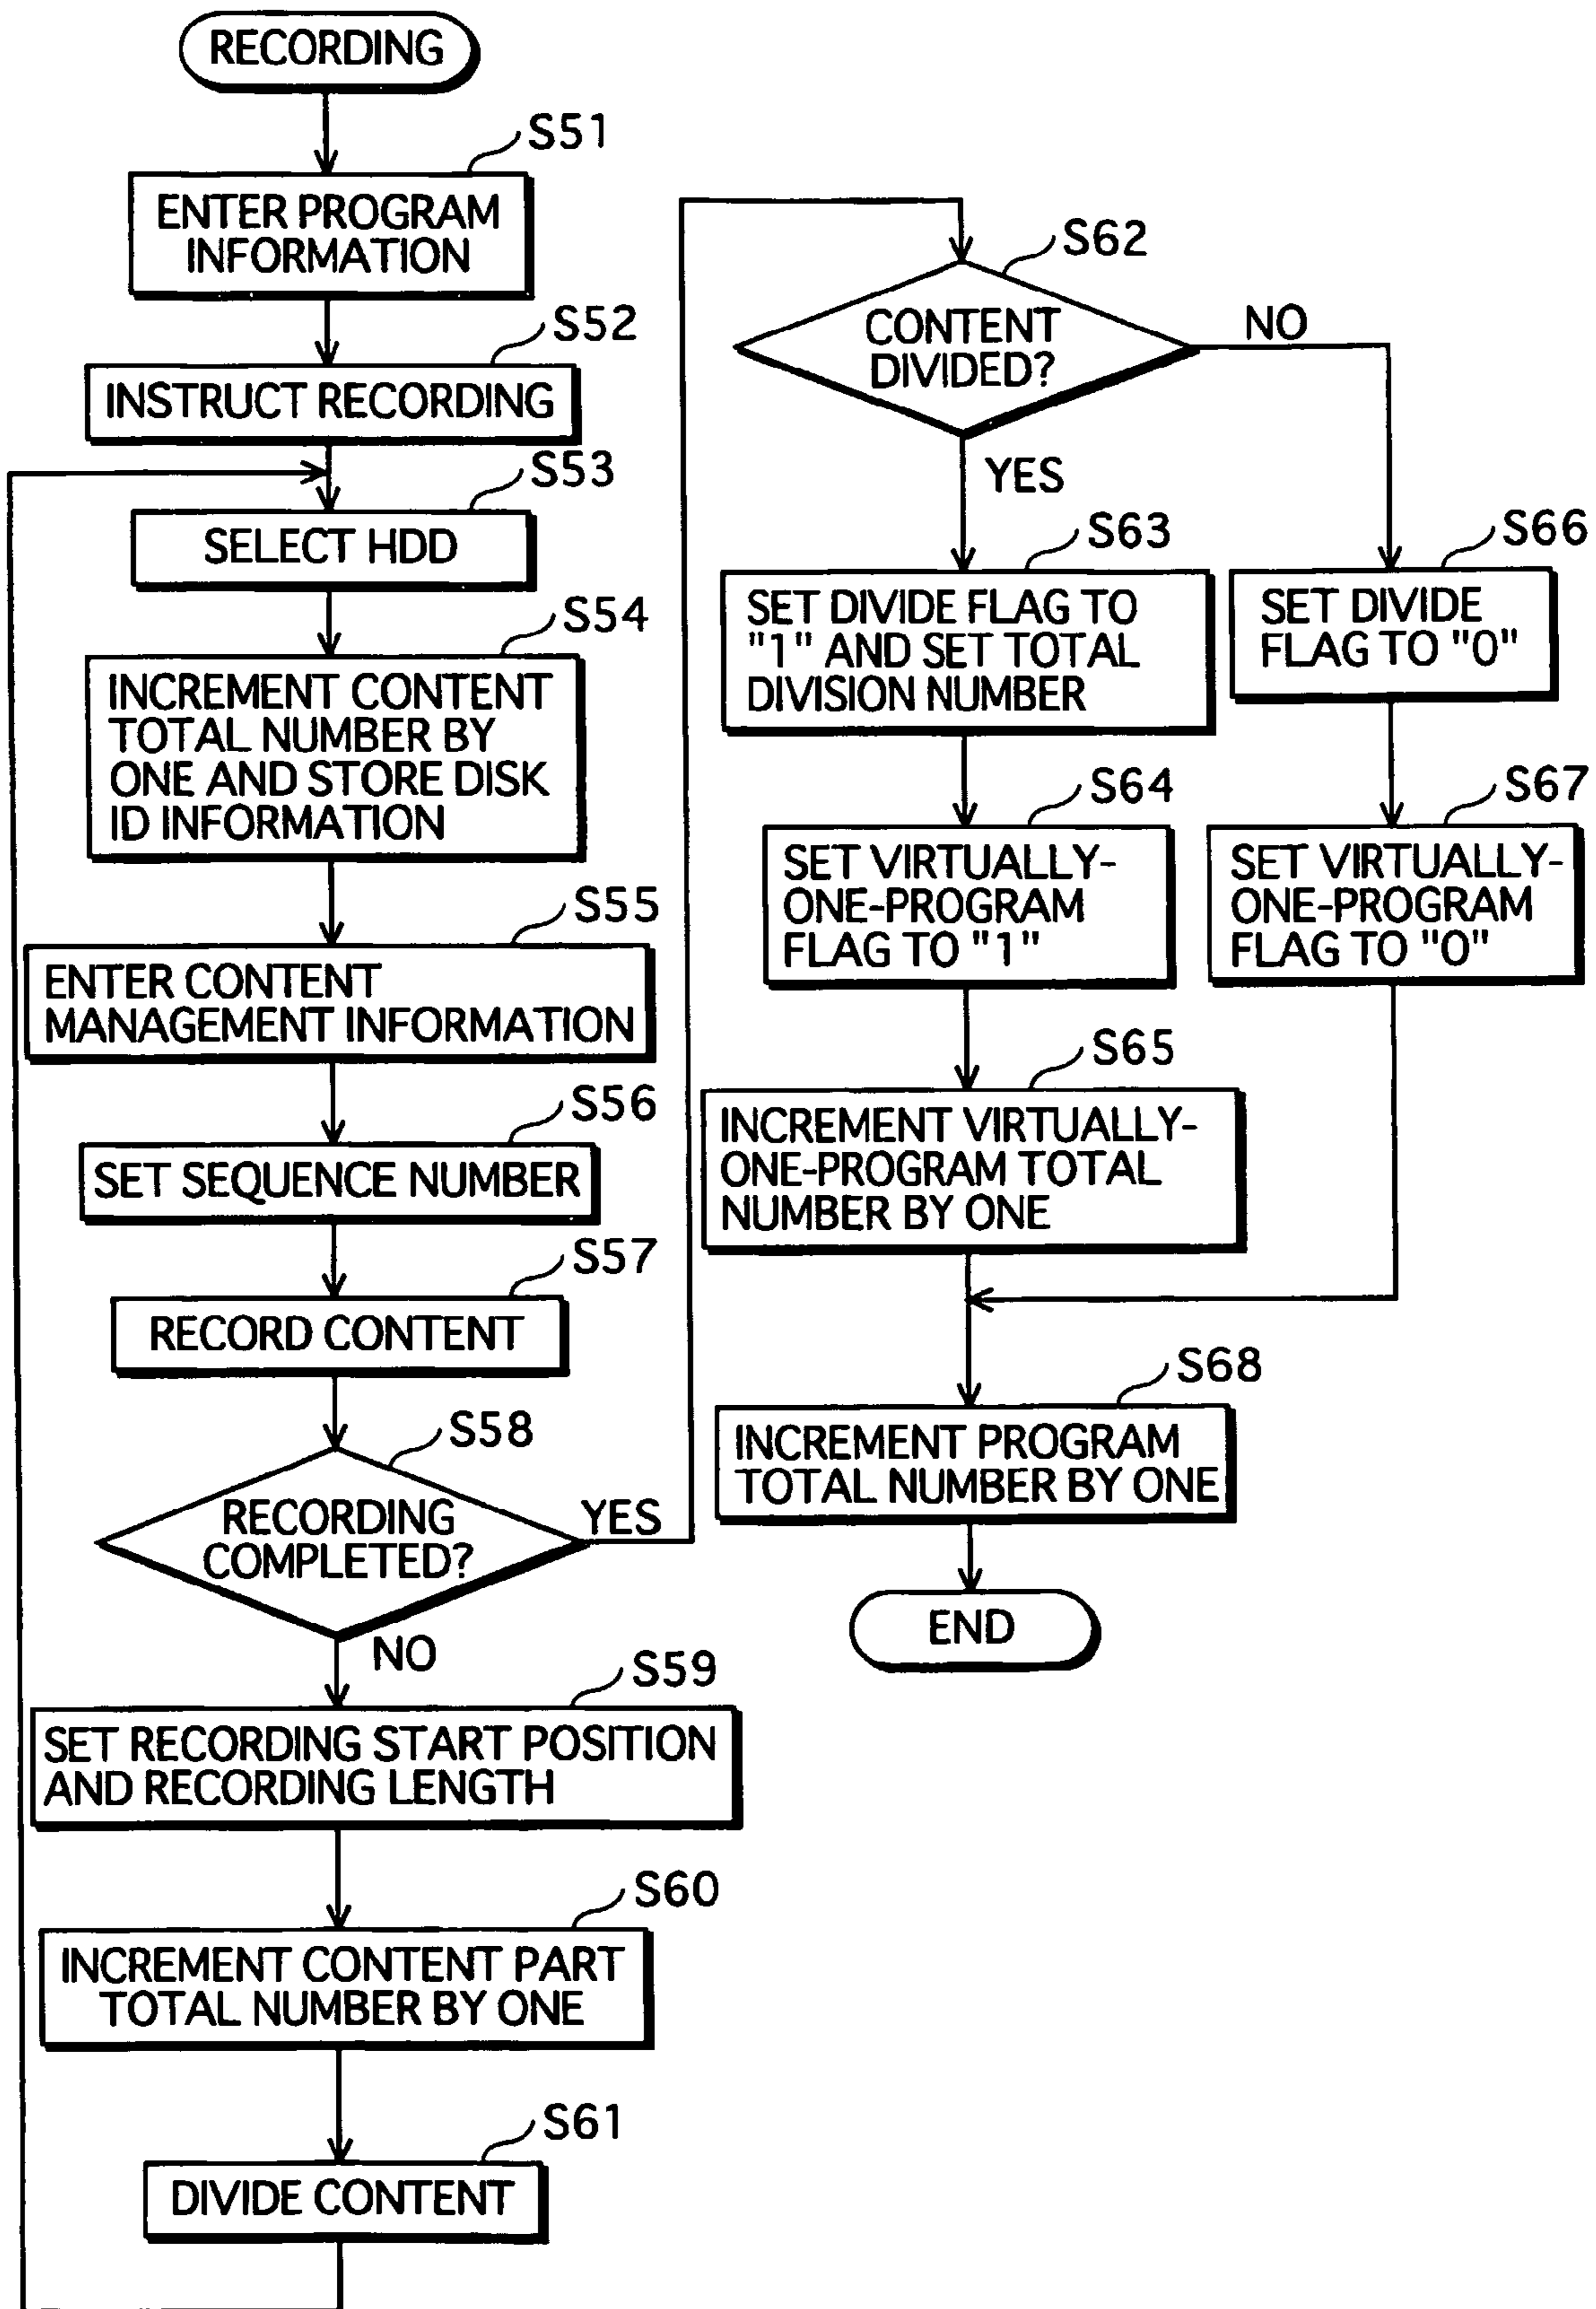 RECORDING
S51
ENTER PROGRAM
INFORMATION
S52
INSTRUCT RECORDING
S53
SELECT HDD
S54
INCREMENT CONTENT
TOTAL NUMBER BY
ONE AND STORE DISK
ID INFORMATION
S55
ENTER CONTENT
MANAGEMENT INFORMATION
S56
SET SEQUENCE NUMBER
S57
RECORD CONTENT
S58
RECORDING
COMPLETED?
YES
NO
S59
SET RECORDING START POSITION
AND RECORDING LENGTH
S60
INCREMENT CONTENT PART
TOTAL NUMBER BY ONE
S61
DIVIDE CONTENT
S62
CONTENT
DIVIDED?
NO
YES
S63
SET DIVIDE FLAG TO
"1" AND SET TOTAL
DIVISION NUMBER
S64
SET VIRTUALLY-
ONE-PROGRAM
FLAG TO "1"
S65
INCREMENT VIRTUALLY-
ONE-PROGRAM TOTAL
NUMBER BY ONE
S66
SET DIVIDE
FLAG TO "0"
S67
SET VIRTUALLY-
ONE-PROGRAM
FLAG TO "0"
S68
INCREMENT PROGRAM
TOTAL NUMBER BY ONE
END